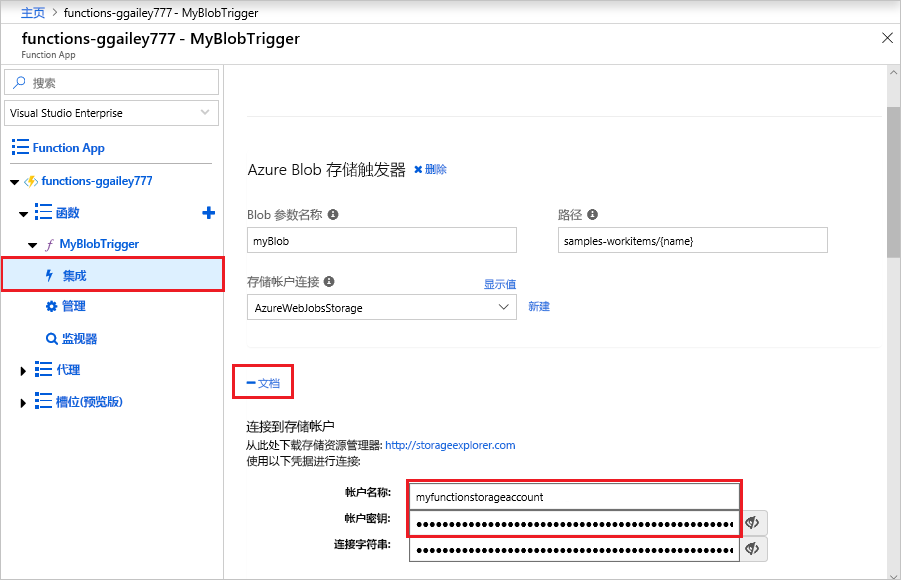 主页 > functions-ggailey777 - MyBlobTrigger
functions-ggailey777 - MyBlobTrigger
Function App
搜索
Visual Studio Enterprise
Function App
functions-ggailey777
函数
MyBlobTrigger
集成
管理
监视器
代理
槽位(预览版)
Azure Blob 存储触发器 删除
Blob 参数名称 路径
myBlob samples-workitems/{name}
存储帐户连接 显示值
AzureWebJobsStorage 新建
文档
连接到存储帐户
从此处下载存储资源管理器: http://storageexplorer.com
使用以下凭据进行连接:
帐户名称: myfunctionstorageaccount
帐户密钥:
连接字符串: